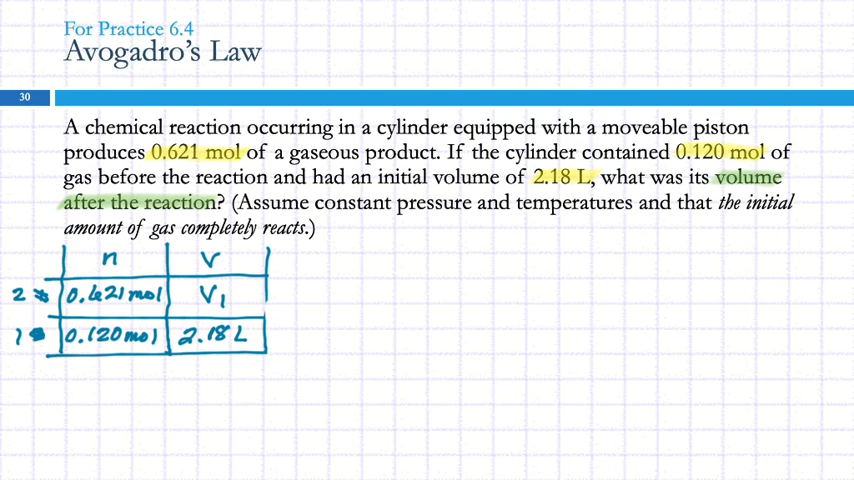 For Practice 6.4
Avogadro's Law
30
A chemical reaction occurring in a cylinder equipped with a moveable piston
produces 0.621 mol of a gaseous product. If the cylinder contained 0.120 mol of
gas before the reaction and had an initial volume of 2.18 L, what was its volume
after the reaction? (Assume constant pressure and temperatures and that the initial
amount of gas completely reacts.)
n V
2 0.621 mol V1
1 0.120 mol 2.18 L